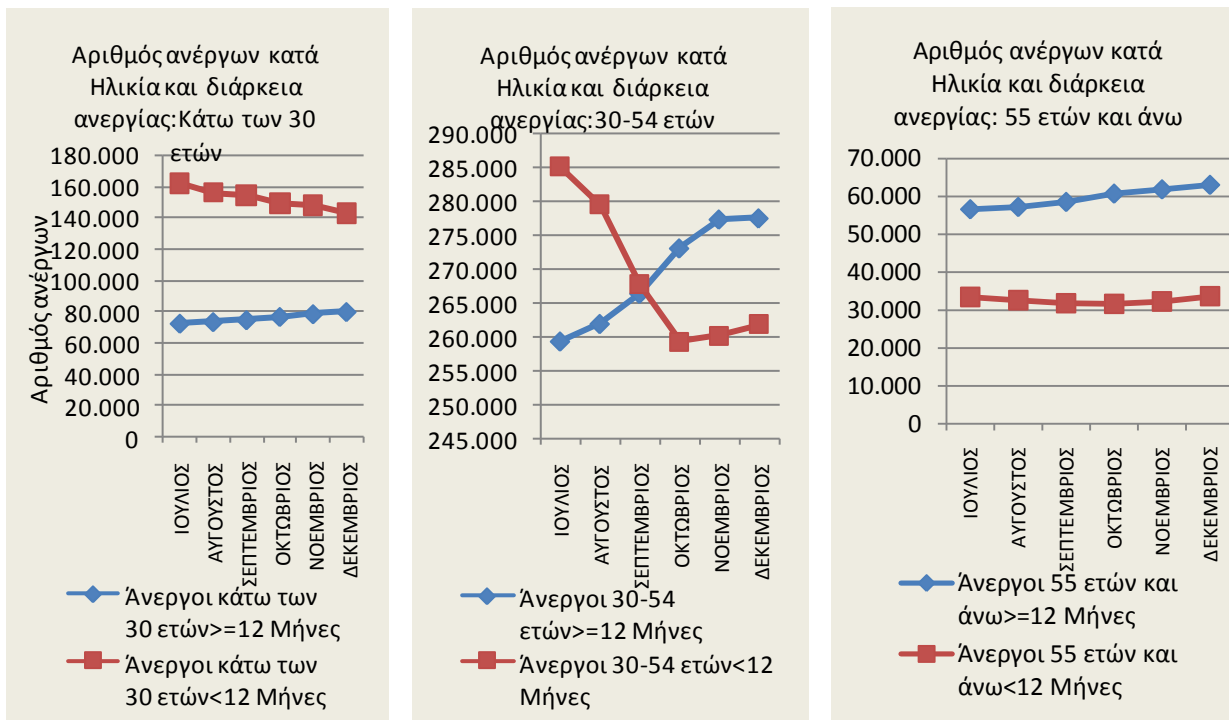 Αριθμός ανέργων κατά
Ηλικία και διάρκεια
ανεργίας:Κάτω των 30
ετών
Αριθμός ανέργων
180.000
160.000
140.000
120.000
100.000
80.000
60.000
40.000
20.000
0
ΙΟΥΛΙΟΣ
ΑΥΓΟΥΣΤΟΣ
ΣΕΠΤΕΜΒΡΙΟΣ
ΟΚΤΩΒΡΙΟΣ
ΝΟΕΜΒΡΙΟΣ
ΔΕΚΕΜΒΡΙΟΣ
Άνεργοι κάτω των
30 ετών>=12 Μήνες
Άνεργοι κάτω των
30 ετών<12 Μήνες
Αριθμός ανέργων κατά
Ηλικία και διάρκεια
ανεργίας:30-54 ετών
290.000
285.000
280.000
275.000
270.000
265.000
260.000
255.000
250.000
245.000
ΙΟΥΛΙΟΣ
ΑΥΓΟΥΣΤΟΣ
ΣΕΠΤΕΜΒΡΙΟΣ
ΟΚΤΩΒΡΙΟΣ
ΝΟΕΜΒΡΙΟΣ
ΔΕΚΕΜΒΡΙΟΣ
Άνεργοι 30-54
ετών>=12 Μήνες
Άνεργοι 30-54 ετών<12
Μήνες
Αριθμός ανέργων κατά
Ηλικία και διάρκεια
ανεργίας: 55 ετών και άνω
70.000
60.000
50.000
40.000
30.000
20.000
10.000
0
ΙΟΥΛΙΟΣ
ΑΥΓΟΥΣΤΟΣ
ΣΕΠΤΕΜΒΡΙΟΣ
ΟΚΤΩΒΡΙΟΣ
ΝΟΕΜΒΡΙΟΣ
ΔΕΚΕΜΒΡΙΟΣ
Άνεργοι 55 ετών και
άνω>=12 Μήνες
Άνεργοι 55 ετών και
άνω<12 Μήνες